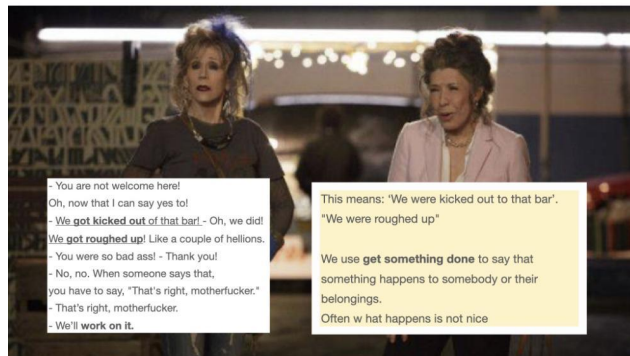 - You are not welcome here!
Oh, now that I can say yes to!
- We got kicked out of that bar! - Oh, we did!
We got roughed up! Like a couple of hellions.
- You were so bad ass! - Thank you!
- No, no. When someone says that,
you have to say, "That's right, motherfucker."
- That's right, motherfucker.
- We'll work on it.
This means: ‘We were kicked out to that bar’.
"We were roughed up"
We use get something done to say that
something happens to somebody or their
belongings.
Often w hat happens is not nice